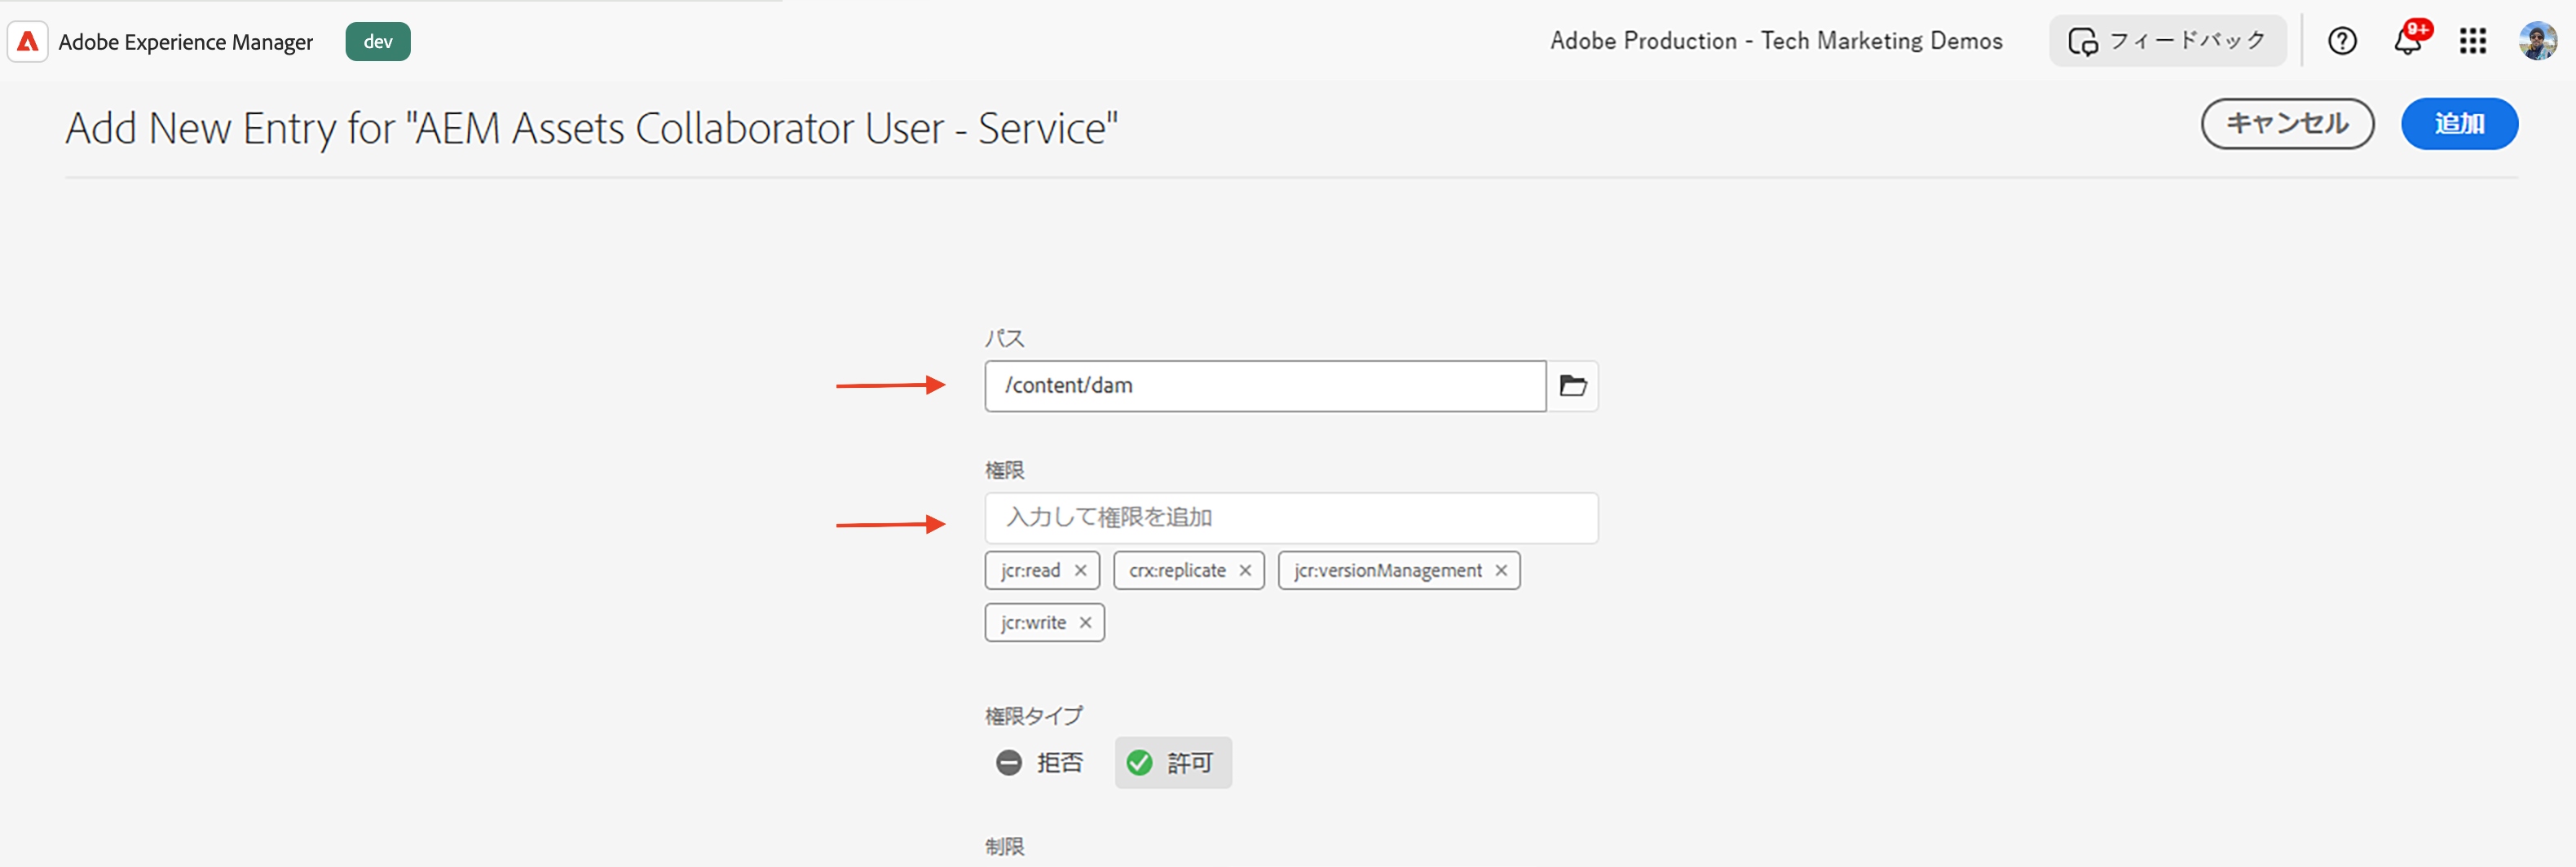 Adobe Experience Manager dev Adobe Production - Tech Marketing Demos フィードバック 9+
Add New Entry for "AEM Assets Collaborator User - Service" キャンセル 追加
パス
/content/dam
権限
入力して権限を追加
jcr:read × crx:replicate × jcr:versionManagement ×
jcr:write ×
権限タイプ
拒否 許可
制限